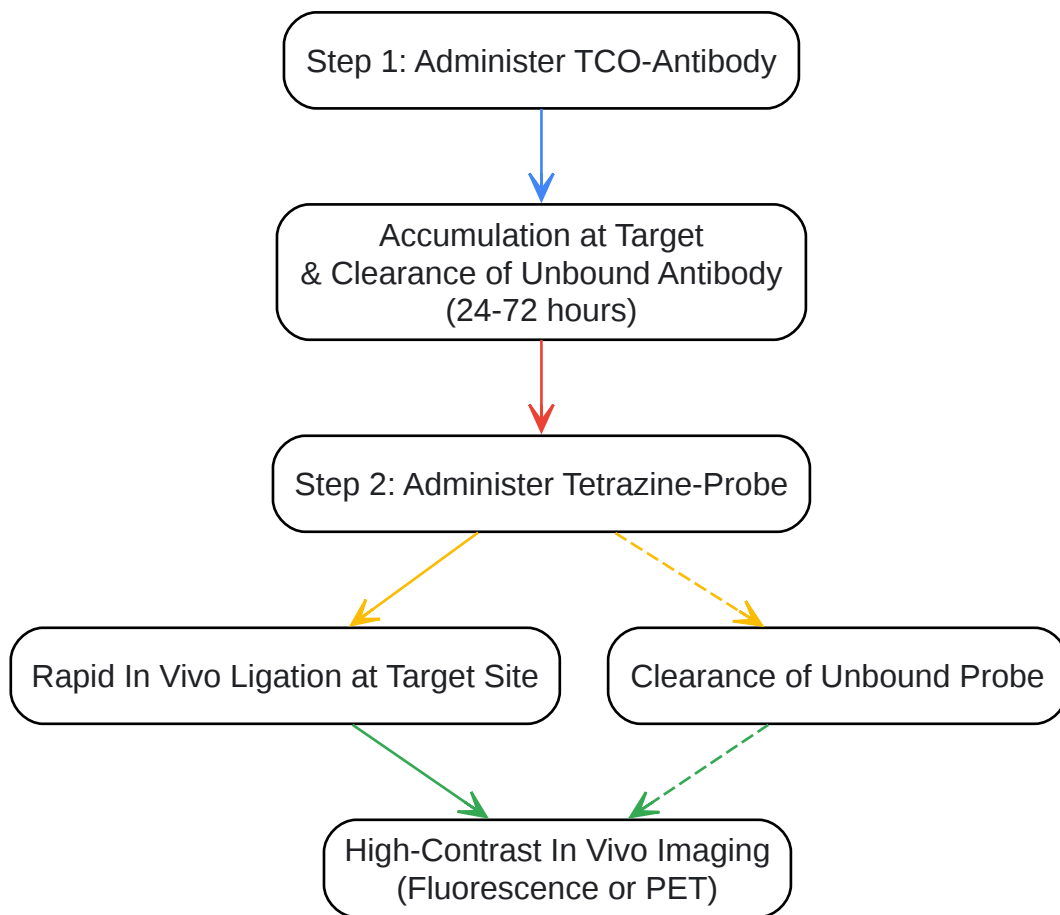 Step 1: Administer TCO-Antibody
Accumulation at Target
& Clearance of Unbound Antibody
(24-72 hours)
Step 2: Administer Tetrazine-Probe
Rapid In Vivo Ligation at Target Site
Clearance of Unbound Probe
High-Contrast In Vivo Imaging
(Fluorescence or PET)